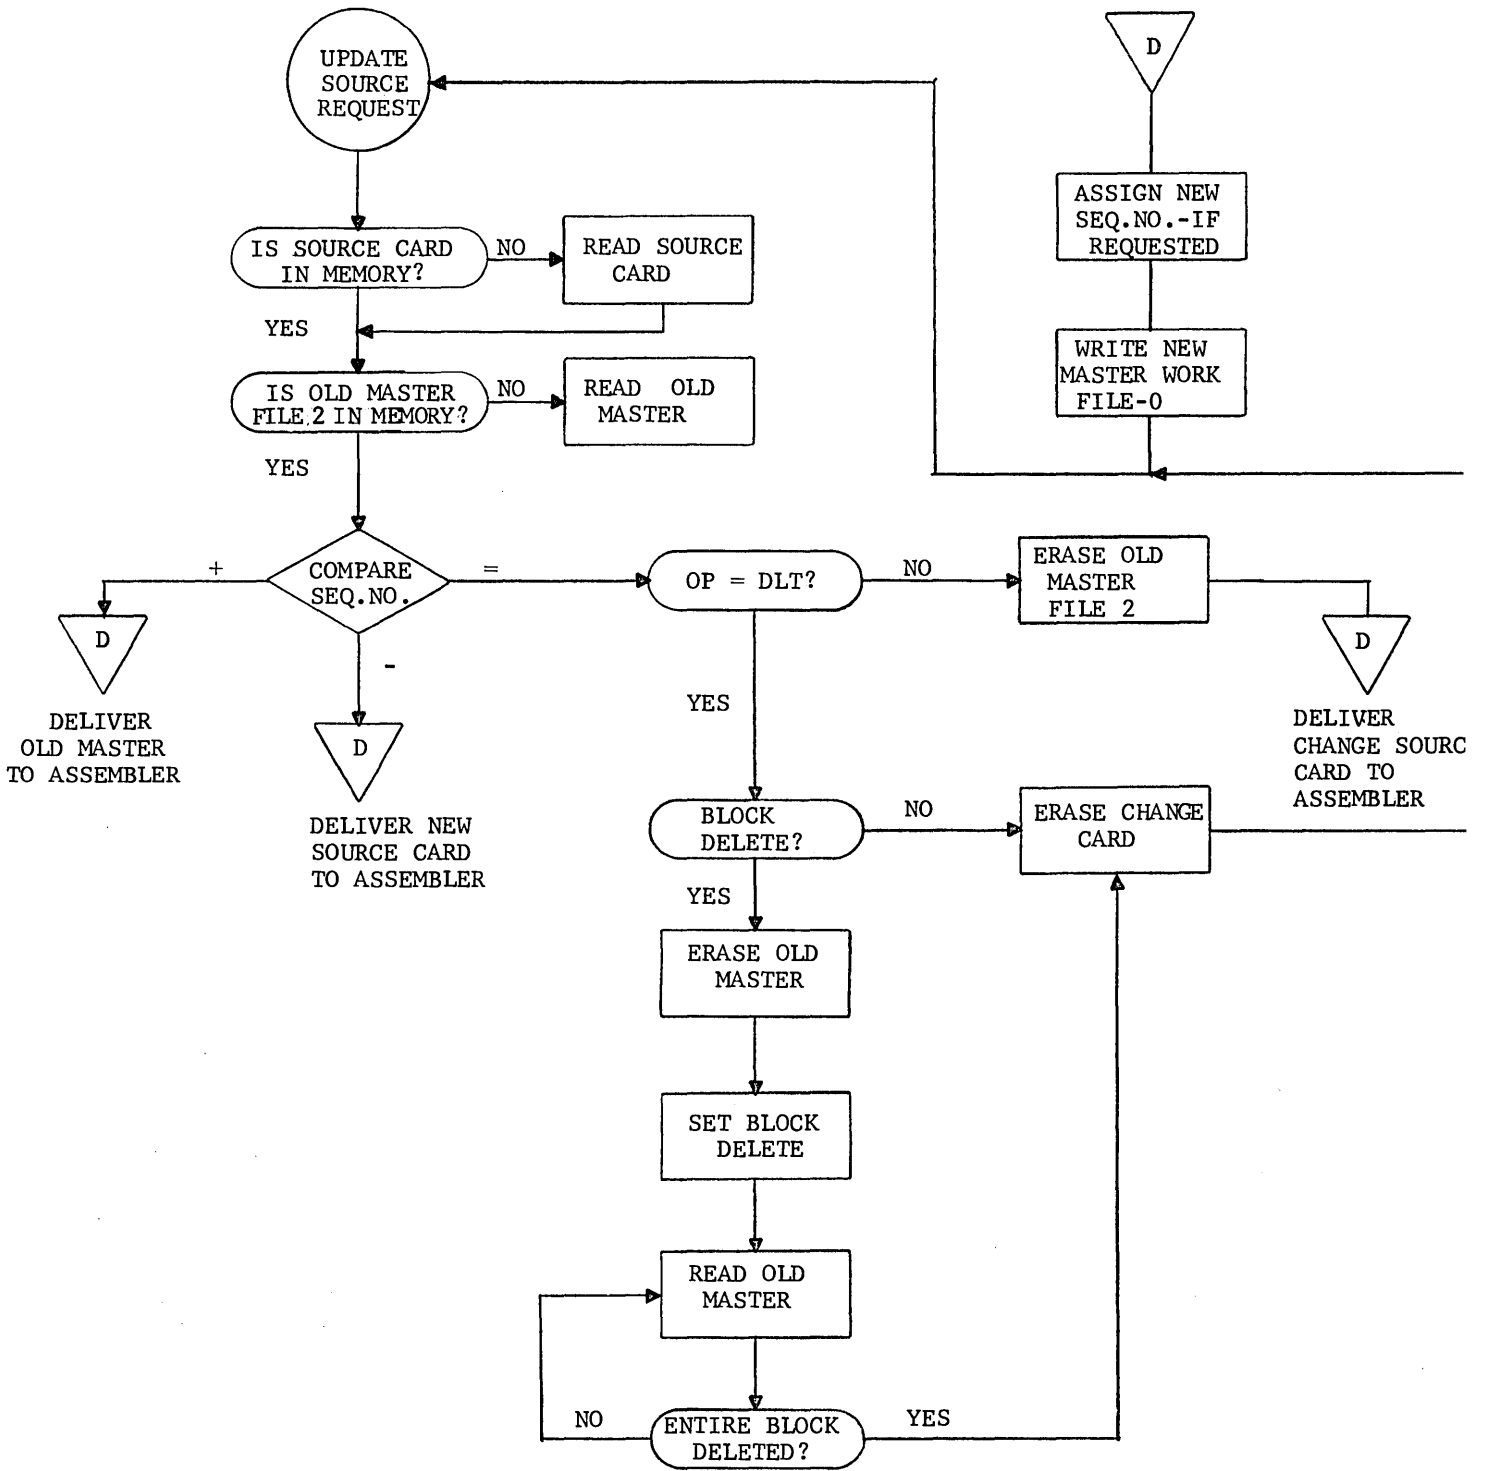 UPDATE
SOURCE
REQUEST
D
ASSIGN NEW
SEQ.NO.-IF
REQUESTED
IS SOURCE CARD
IN MEMORY?
NO
READ SOURCE
CARD
YES
WRITE NEW
MASTER WORK
FILE-0
IS OLD MASTER
FILE 2 IN MEMORY?
NO
READ OLD
MASTER
YES
+
COMPARE
SEQ.NO.
=
OP = DLT?
NO
ERASE OLD
MASTER
FILE 2
D
DELIVER
OLD MASTER
TO ASSEMBLER
-
D
DELIVER NEW
SOURCE CARD
TO ASSEMBLER
YES
D
DELIVER
CHANGE SOURC
CARD TO
ASSEMBLER
BLOCK
DELETE?
NO
ERASE CHANGE
CARD
YES
ERASE OLD
MASTER
SET BLOCK
DELETE
READ OLD
MASTER
NO
ENTIRE BLOCK
DELETED?
YES